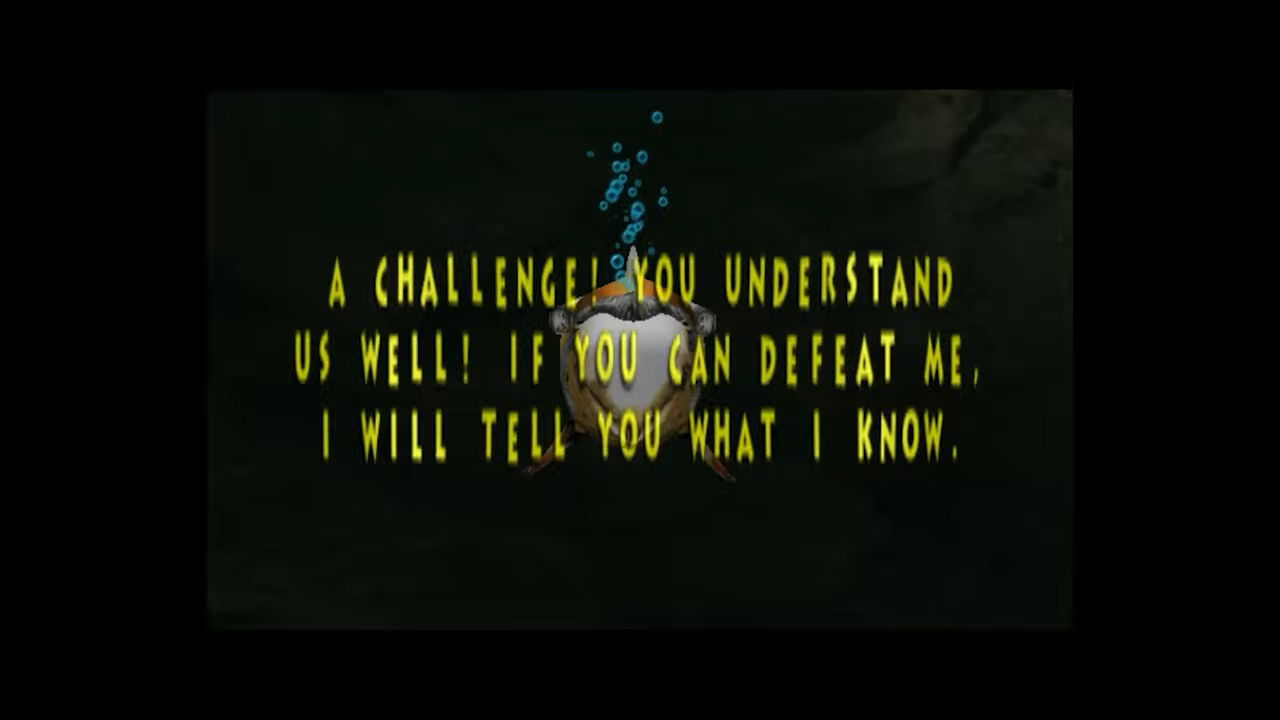 A CHALLENGE! YOU UNDERSTAND
US WELL! IF YOU CAN DEFEAT ME,
I WILL TELL YOU WHAT I KNOW.